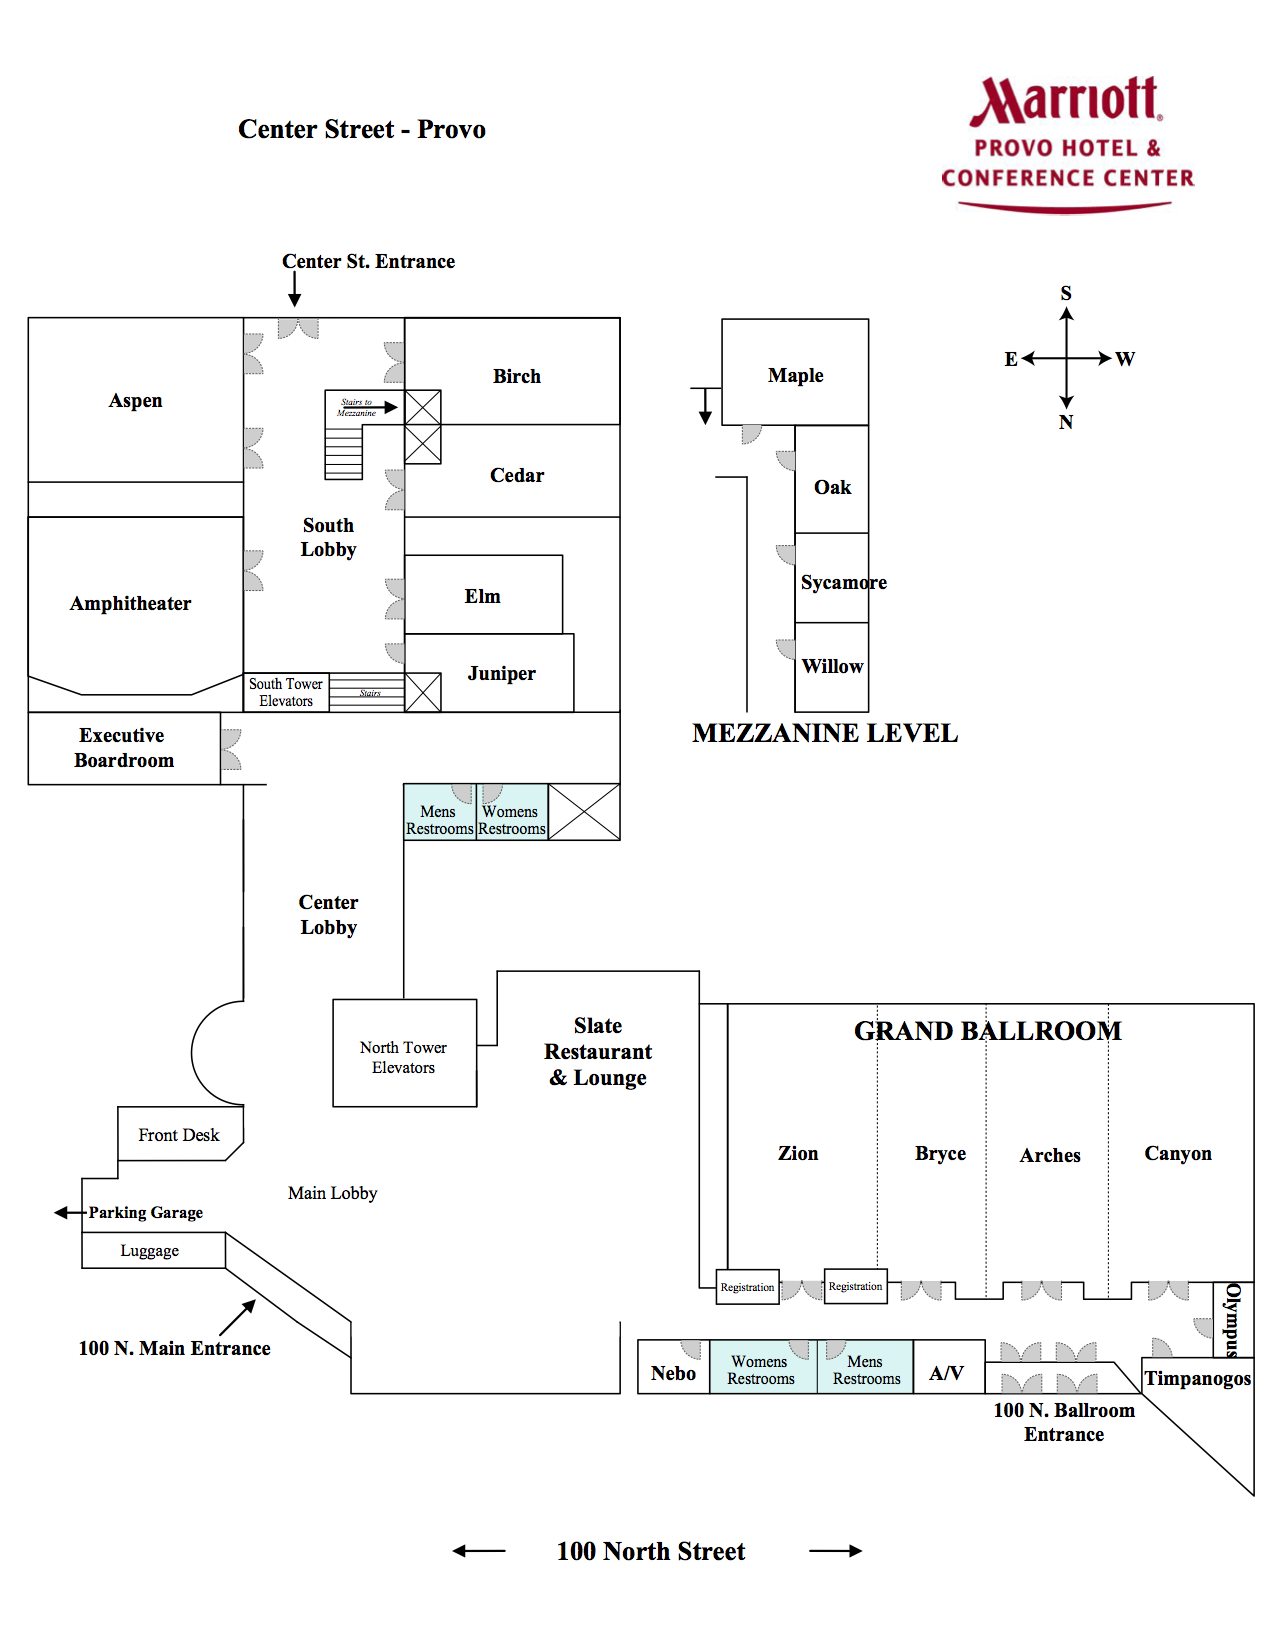 Marriott®
PROVO HOTEL &
CONFERENCE CENTER
Center Street - Provo
Center St. Entrance
S
E
W
N
Aspen
Stairs to
Mezzanine
Birch
Cedar
South
Lobby
Amphitheater
Elm
Juniper
South Tower
Elevators
Stairs
Executive
Boardroom
Maple
Oak
Sycamore
Willow
MEZZANINE LEVEL
Mens
Restrooms
Womens
Restrooms
Center
Lobby
North Tower
Elevators
Slate
Restaurant
& Lounge
GRAND BALLROOM
Zion
Bryce
Arches
Canyon
Front Desk
Main Lobby
Parking Garage
Luggage
100 N. Main Entrance
Registration
Registration
Olympus
Nebo
Womens
Restrooms
Mens
Restrooms
A/V
Timpanogos
100 N. Ballroom
Entrance
100 North Street